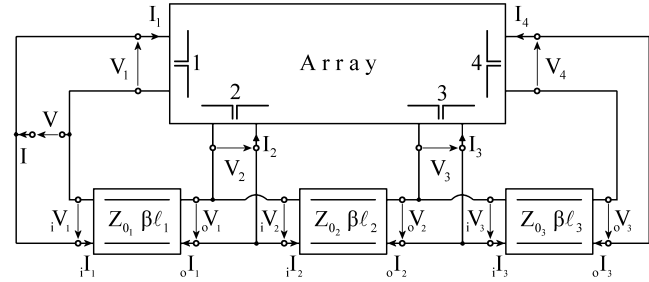 I₁ I₄
V₁ 1 Array 4 V₄
2 3
V I₂ I₃
I V₂ V₃
ᵢV₁ Z₀₁ βℓ₁ ₒV₁ ᵢV₂ Z₀₂ βℓ₂ ₒV₂ ᵢV₃ Z₀₃ βℓ₃ ₒV₃
ᵢI₁ ₒI₁ ᵢI₂ ₒI₂ ᵢI₃ ₒI₃